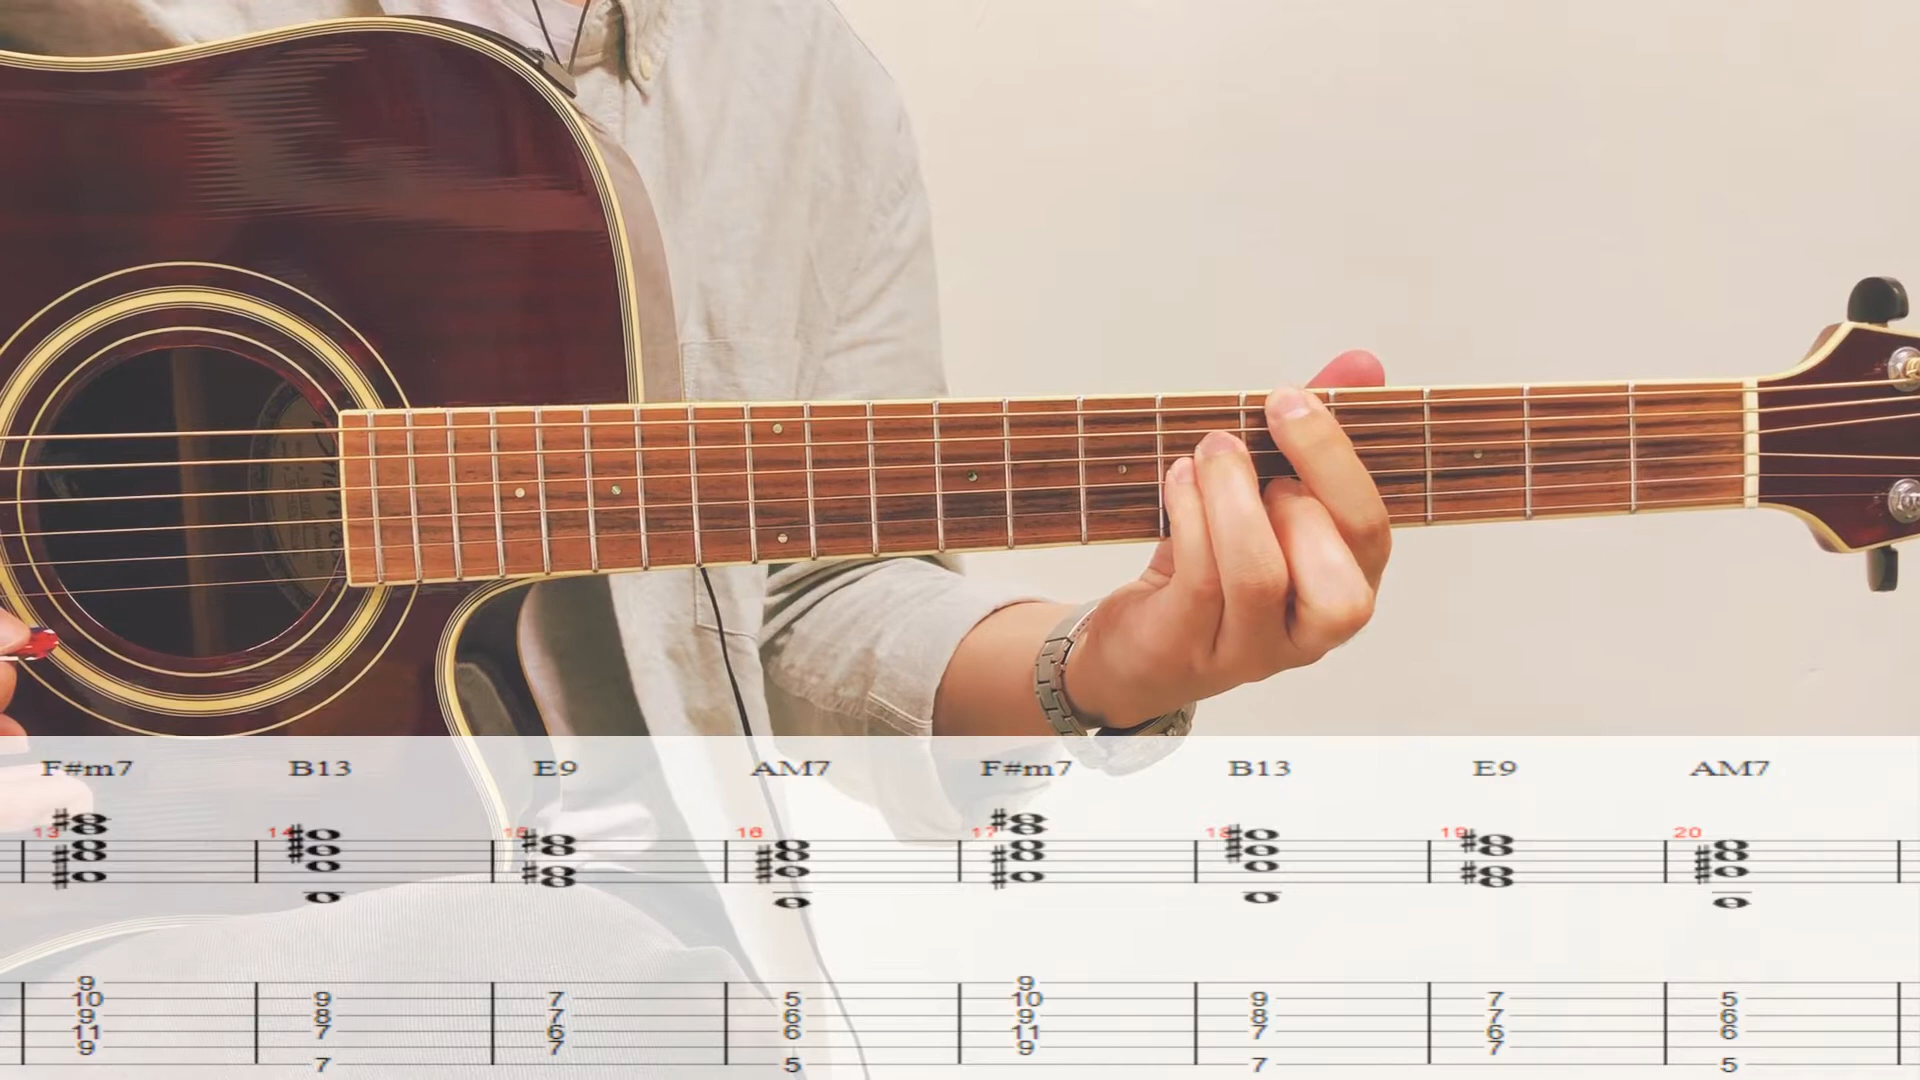 F#m7 B13 E9 AM7 F#m7 B13 E9 AM7
13 14 15 16 17 18 19 20
9 9
10 9 7 5 10 9 7 5
9 8 7 6 9 8 7 6
11 7 6 6 11 7 6 6
9 7 9 7
7 5 7 5